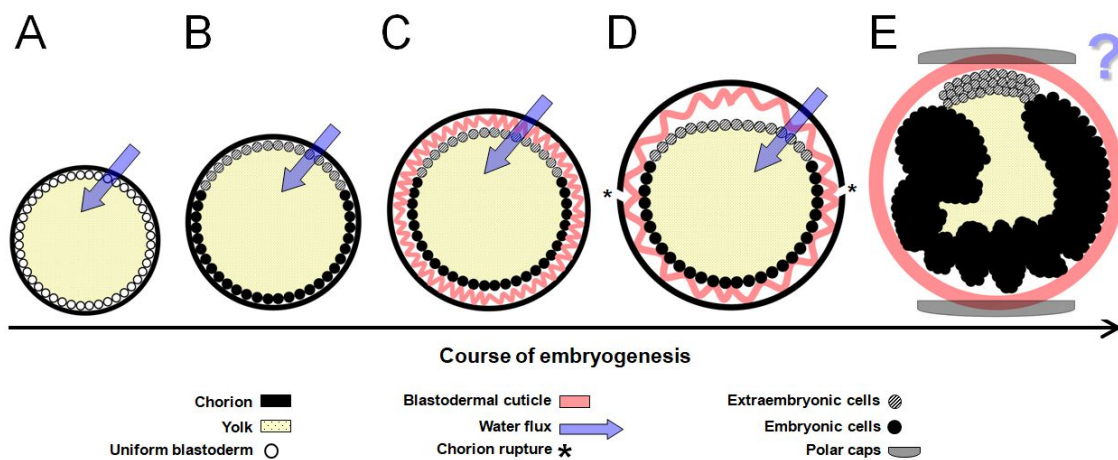 A B C D E
?
* *
Course of embryogenesis
Chorion
Blastodermal cuticle
Extraembryonic cells
Yolk
Water flux
Embryonic cells
Uniform blastoderm
Chorion rupture *
Polar caps